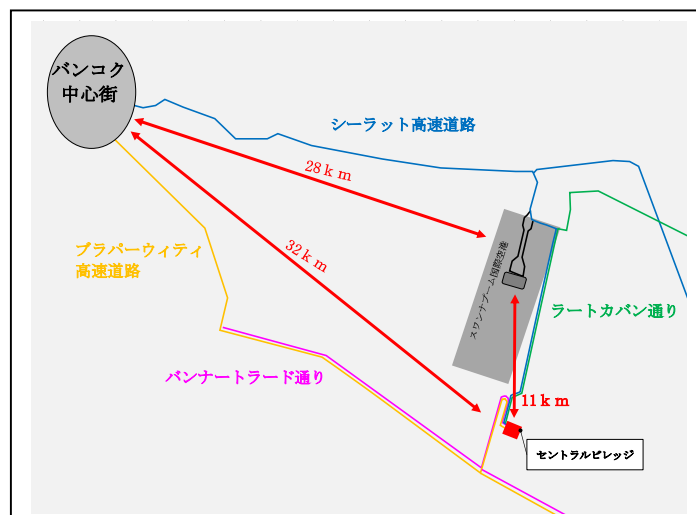 バンコク
中心街
シーラット高速道路
28ｋｍ
32ｋｍ
ブラパーウィティ
高速道路
スワンナプーム国際空港
ラートカバン通り
バンナートラード通り
11ｋｍ
セントラルビレッジ